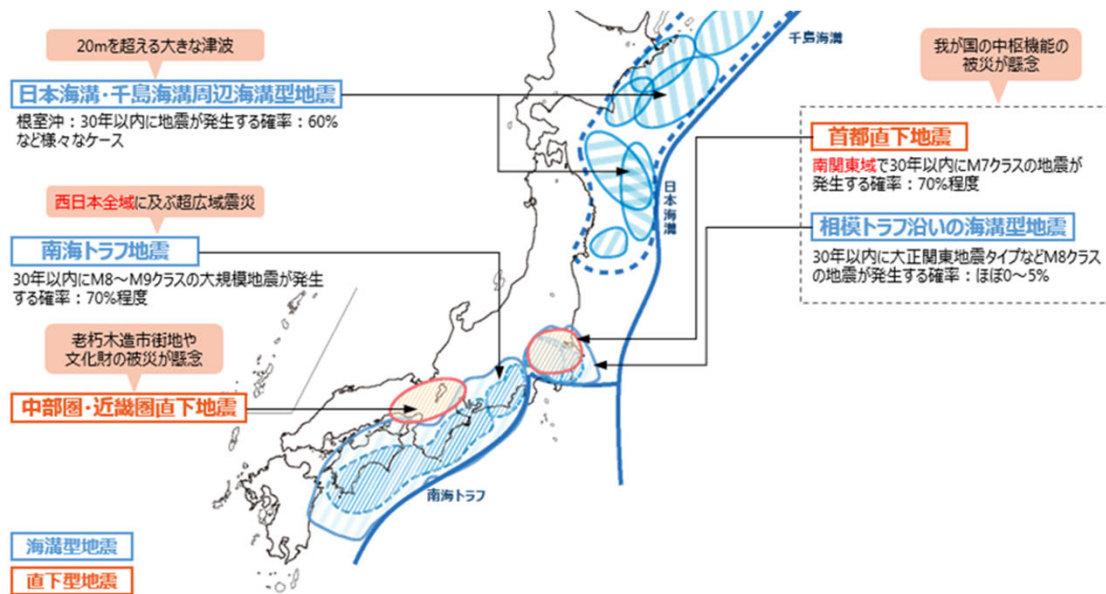 20mを超える大きな津波
日本海溝・千島海溝周辺海溝型地震
根室沖：30年以内に地震が発生する確率：60%
など様々なケース
西日本全域に及ぶ超広域震災
南海トラフ地震
30年以内にM8～M9クラスの大規模地震が発生
する確率：70%程度
老朽木造市街地や
文化財の被災が懸念
中部圏・近畿圏直下地震
海溝型地震
直下型地震
千島海溝
日本海溝
南海トラフ
我が国の中枢機能の
被災が懸念
首都直下地震
南関東域で30年以内にM7クラスの地震が
発生する確率：70%程度
相模トラフ沿いの海溝型地震
30年以内に大正関東地震タイプなどM8クラス
の地震が発生する確率：ほぼ0～5%